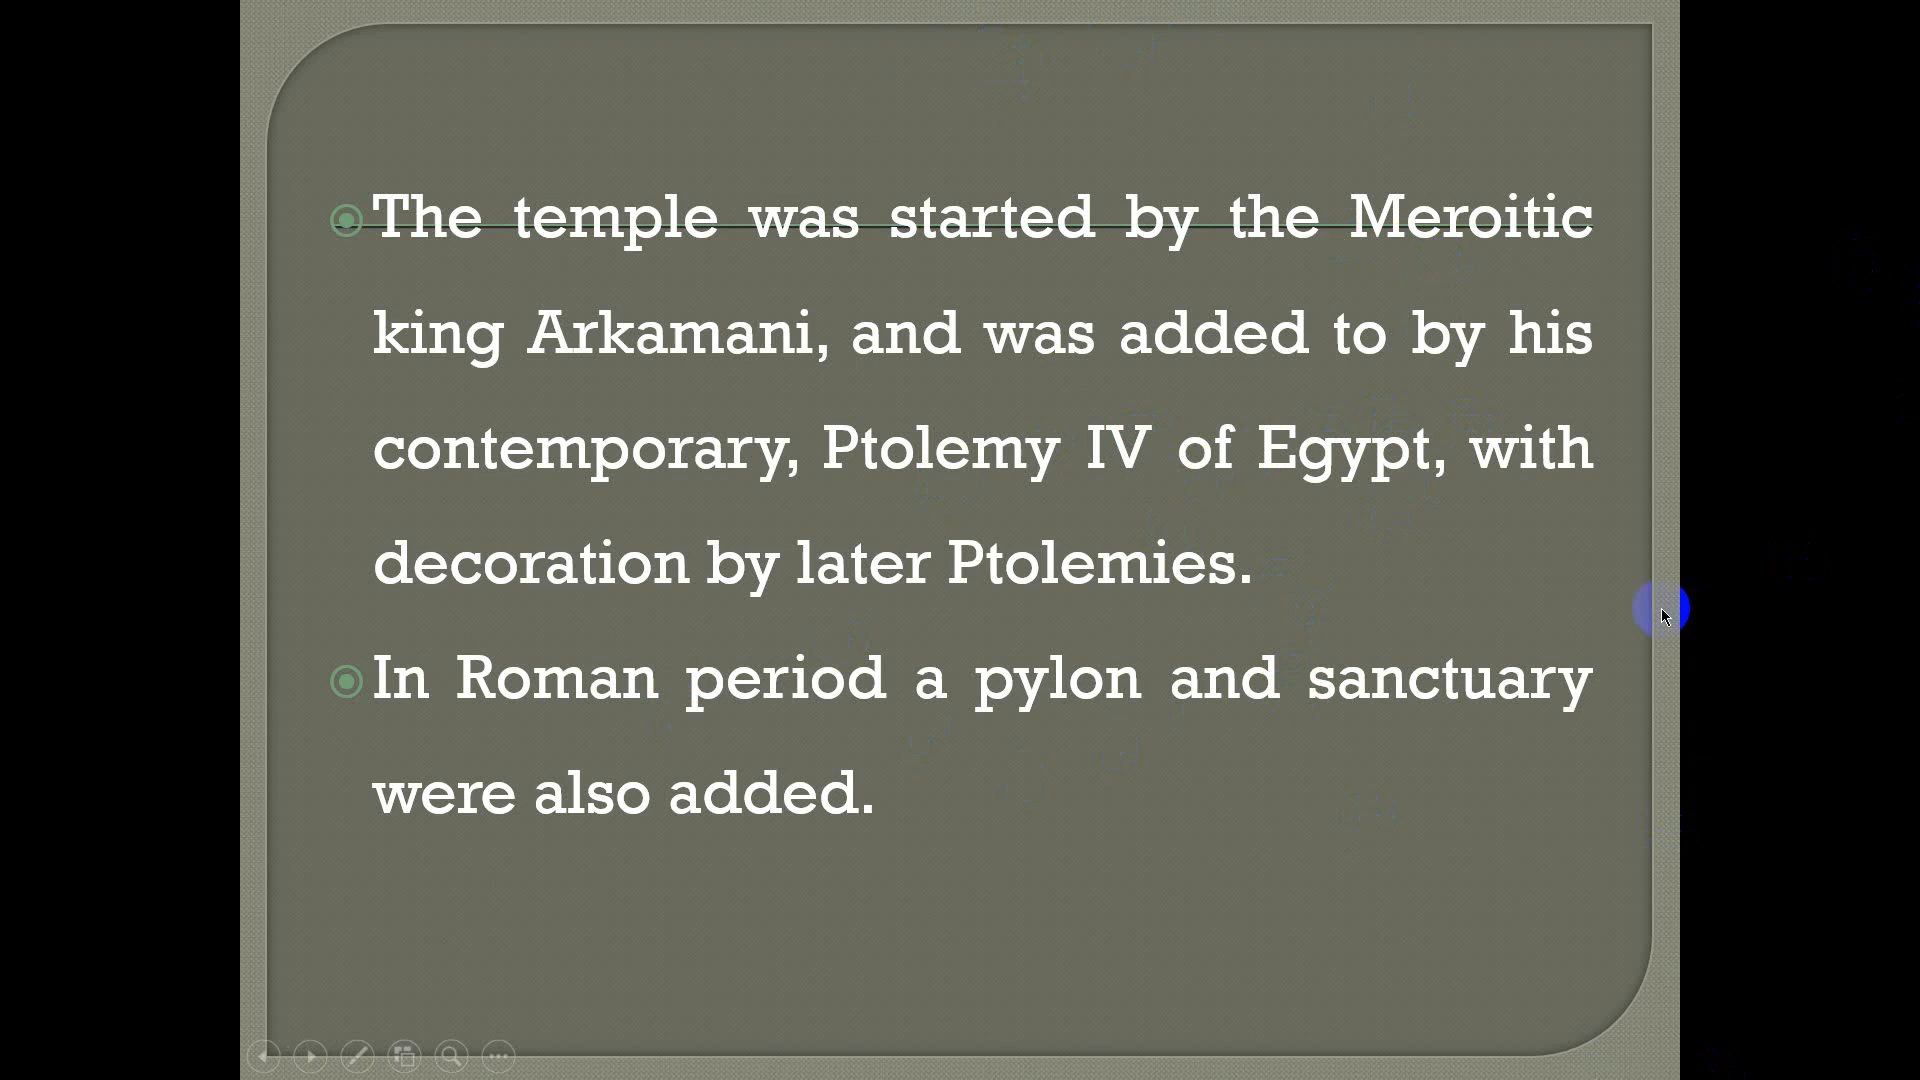 The temple was started by the Meroitic
king Arkamani, and was added to by his
contemporary, Ptolemy IV of Egypt, with
decoration by later Ptolemies.
In Roman period a pylon and sanctuary
were also added.